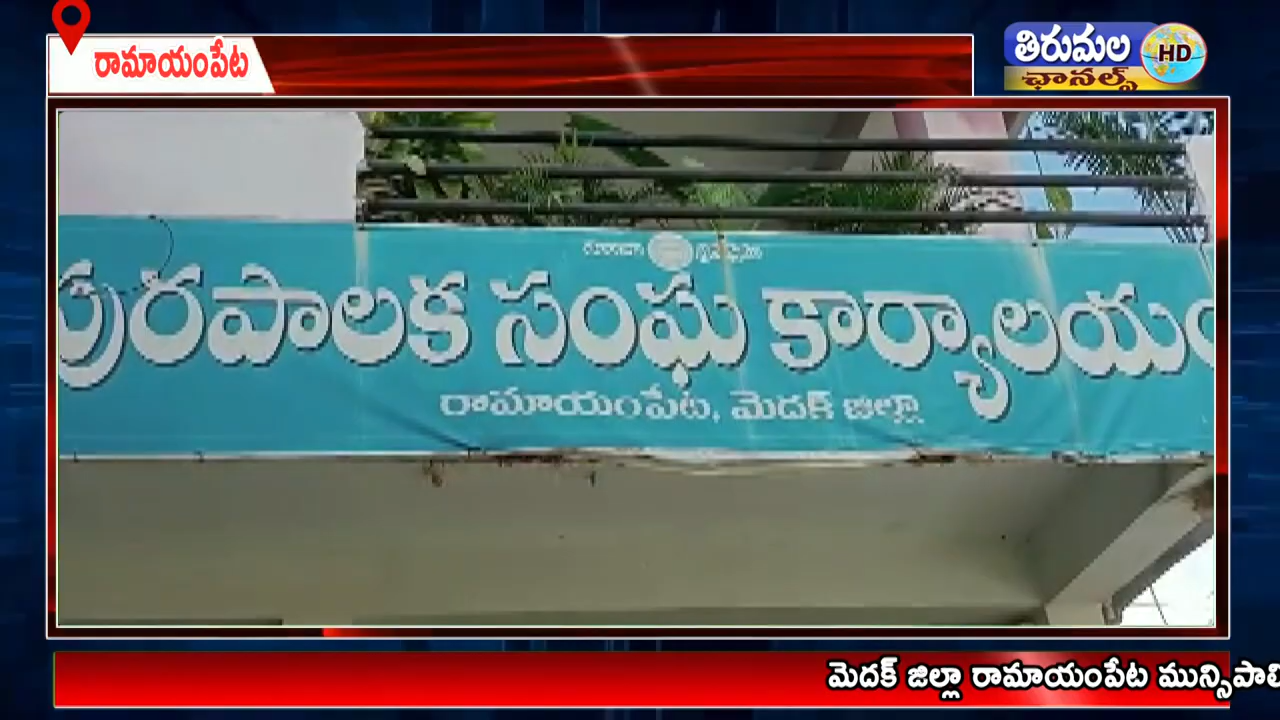 రామాయంపేట
తిరుమల
HD
ఛానల్స్
పురపాలక సంఘ కార్యాలయం
రామాయంపేట, మెదక్ జిల్లా
మెదక్ జిల్లా రామాయంపేట మున్సిపాలి